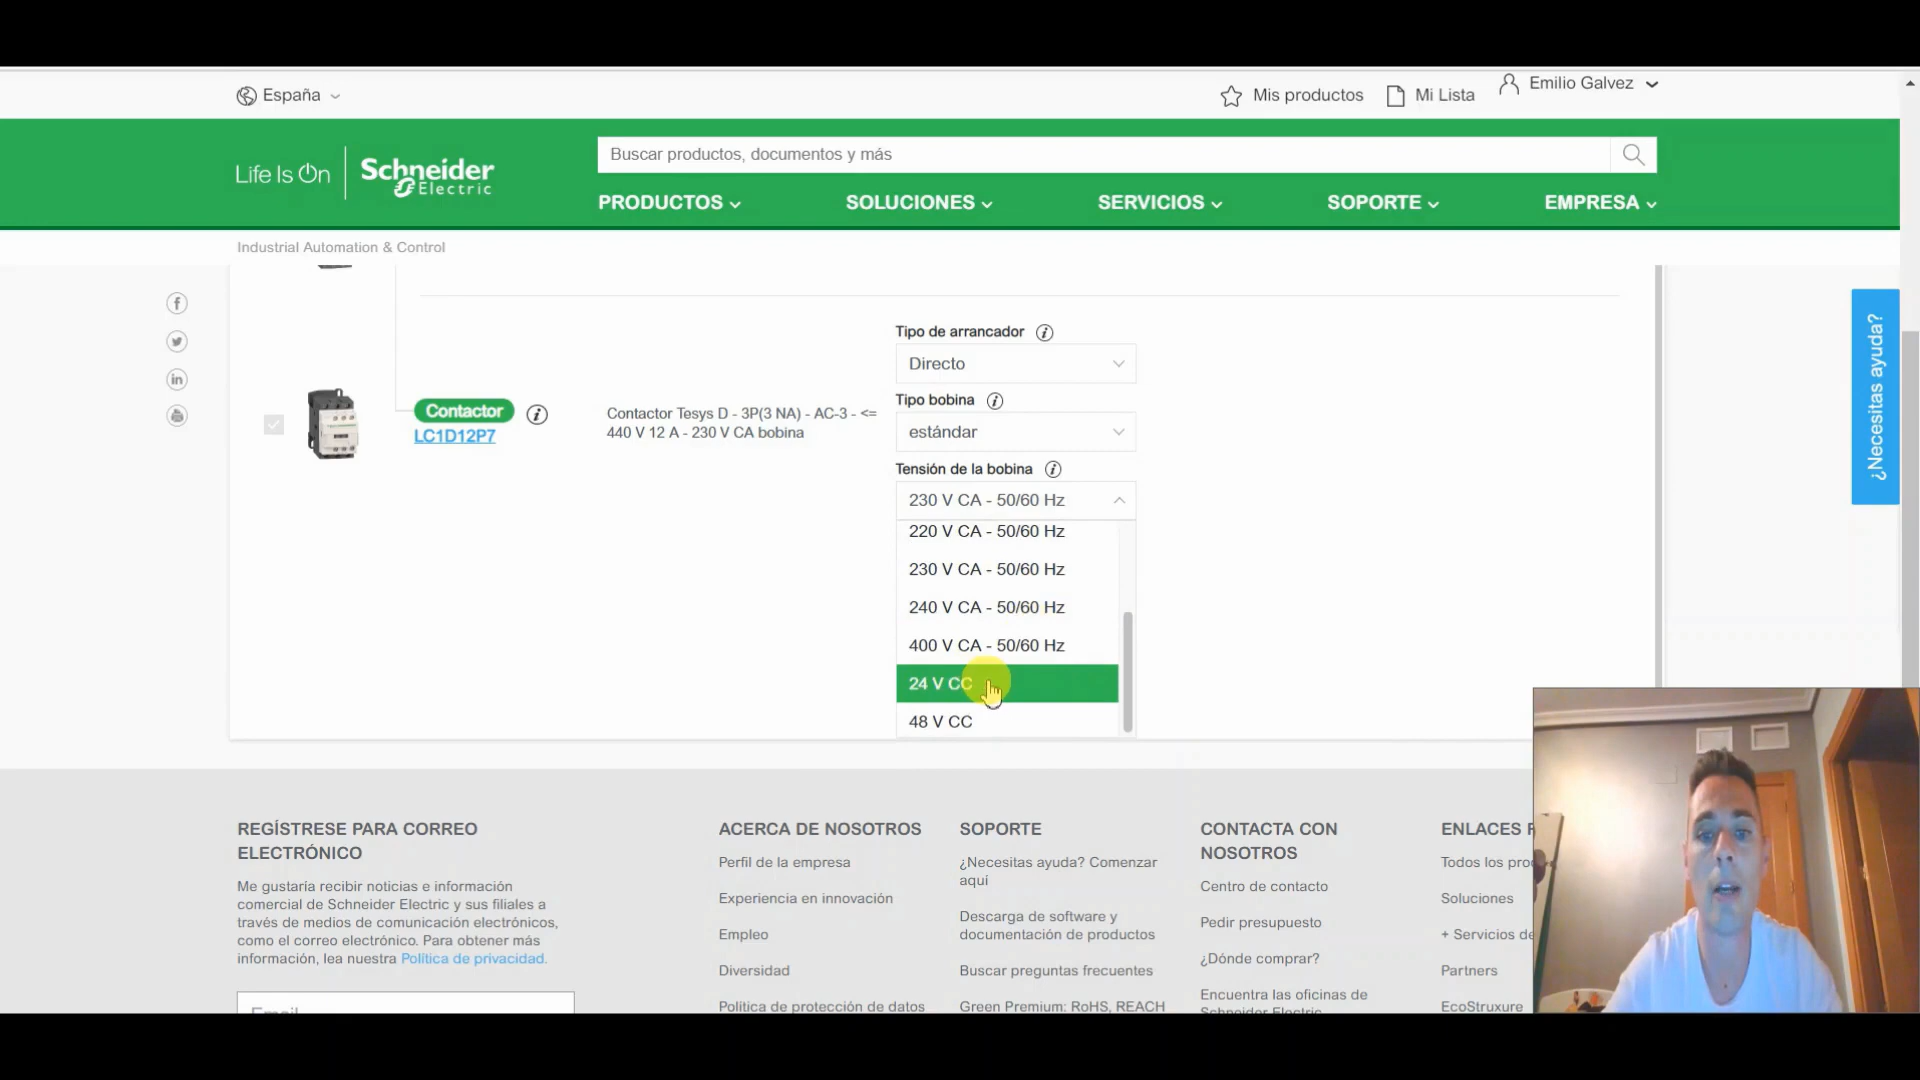 España
Mis productos
Mi Lista
Emilio Galvez
Life Is On
Schneider
Electric
Buscar productos, documentos y más
PRODUCTOS
SOLUCIONES
SERVICIOS
SOPORTE
EMPRESA
Industrial Automation & Control
¿Necesitas ayuda?
Tipo de arrancador
Directo
Contactor
LC1D12P7
Contactor Tesys D - 3P(3 NA) - AC-3 - <=
440 V 12 A - 230 V CA bobina
Tipo bobina
estándar
Tensión de la bobina
230 V CA - 50/60 Hz
220 V CA - 50/60 Hz
230 V CA - 50/60 Hz
240 V CA - 50/60 Hz
400 V CA - 50/60 Hz
24 V CC
48 V CC
REGÍSTRESE PARA CORREO
ELECTRÓNICO
Me gustaría recibir noticias e información
comercial de Schneider Electric y sus filiales a
través de medios de comunicación electrónicos,
como el correo electrónico. Para obtener más
información, lea nuestra Política de privacidad.
Email
ACERCA DE NOSOTROS
Perfil de la empresa
Experiencia en innovación
Empleo
Diversidad
Política de protección de datos
SOPORTE
¿Necesitas ayuda? Comenzar
aquí
Descarga de software y
documentación de productos
Buscar preguntas frecuentes
Green Premium: RoHS, REACH
CONTACTA CON
NOSOTROS
Centro de contacto
Pedir presupuesto
¿Dónde comprar?
Encuentra las oficinas de
Schneider Electric
ENLACES
Todos los
Soluciones
+ Servicios de
Partners
EcoStruxure